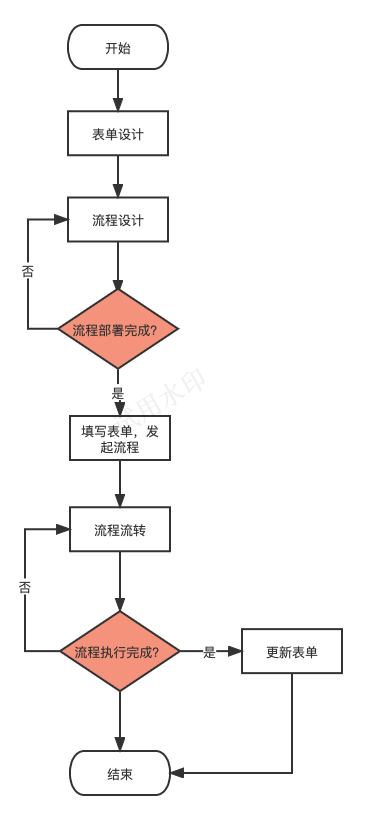 开始
表单设计
流程设计
否
流程部署完成?
是
用水印
填写表单，发
起流程
流程流转
否
流程执行完成?
是
更新表单
结束